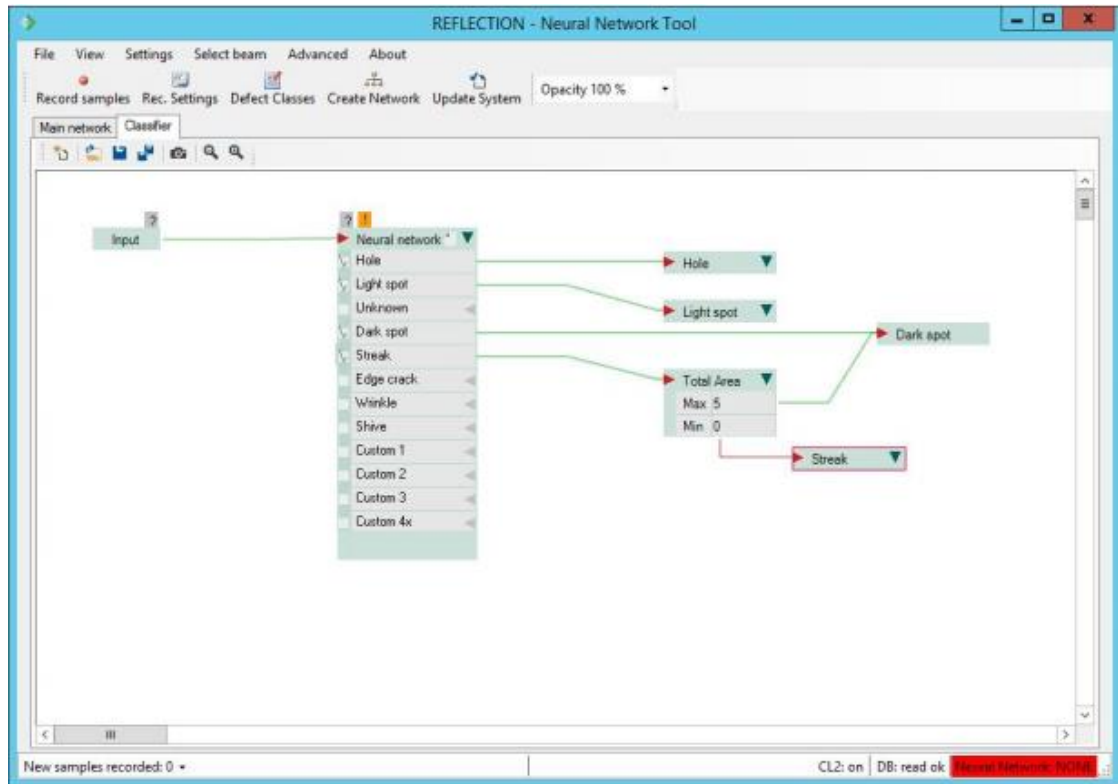 REFLECTION - Neural Network Tool
File View Settings Select beam Advanced About
Record samples Rec. Settings Defect Classes Create Network Update System Opacity 100 %
Main network Classifier
? ? !
Input Neural network *
Hole Hole
Light spot Light spot
Unknown
Dark spot Dark spot
Streak
Edge crack Total Area
Wrinkle Max 5
Shive Min 0
Custom 1 Streak
Custom 2
Custom 3
Custom 4x
New samples recorded: 0 CL2: on DB: read ok Neural Network: NONE